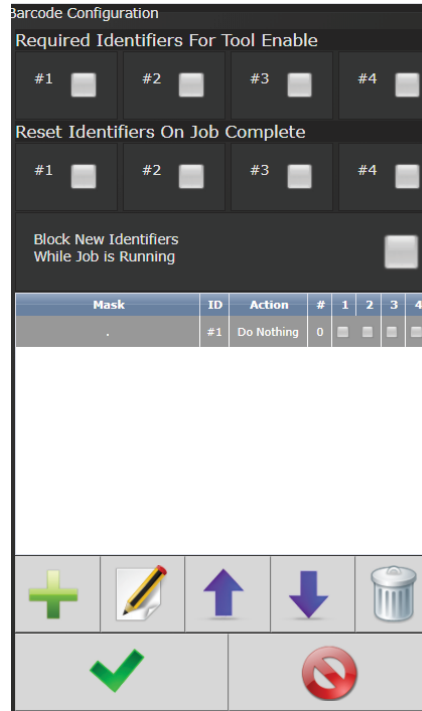 Barcode Configuration
Required Identifiers For Tool Enable
#1 #2 #3 #4
Reset Identifiers On Job Complete
#1 #2 #3 #4
Block New Identifiers
While Job is Running
Mask ID Action # 1 2 3 4
. #1 Do Nothing 0